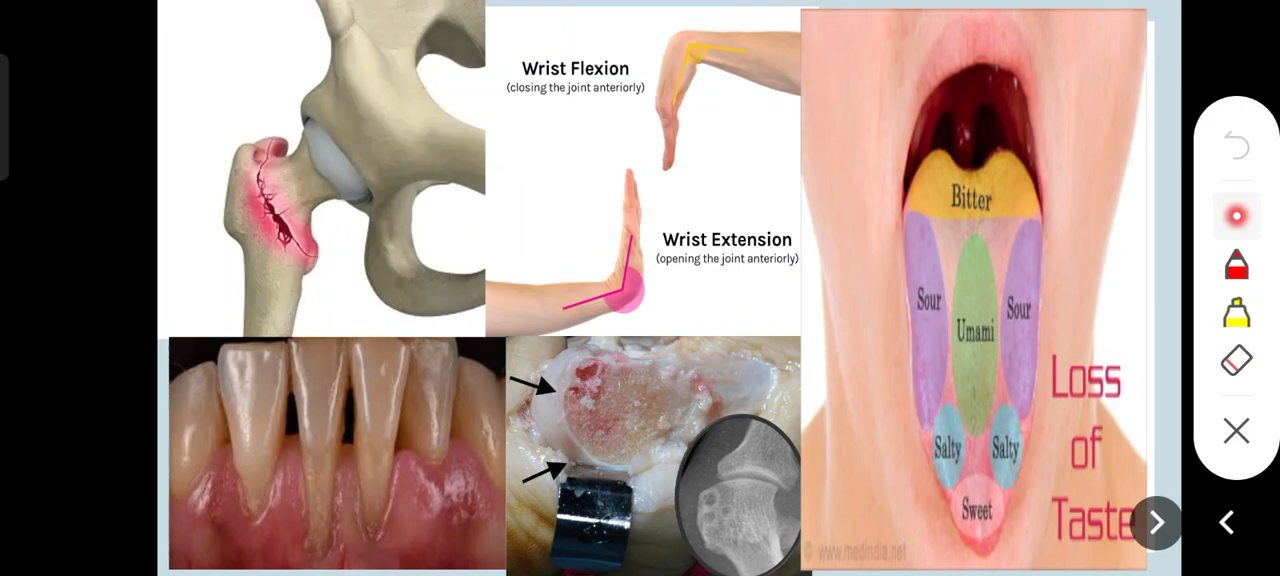 Wrist Flexion
(closing the joint anteriorly)
Wrist Extension
(opening the joint anteriorly)
Bitter
Sour
Sour
Umami
Salty
Salty
Sweet
Loss
of
Taste
© www.medindia.net